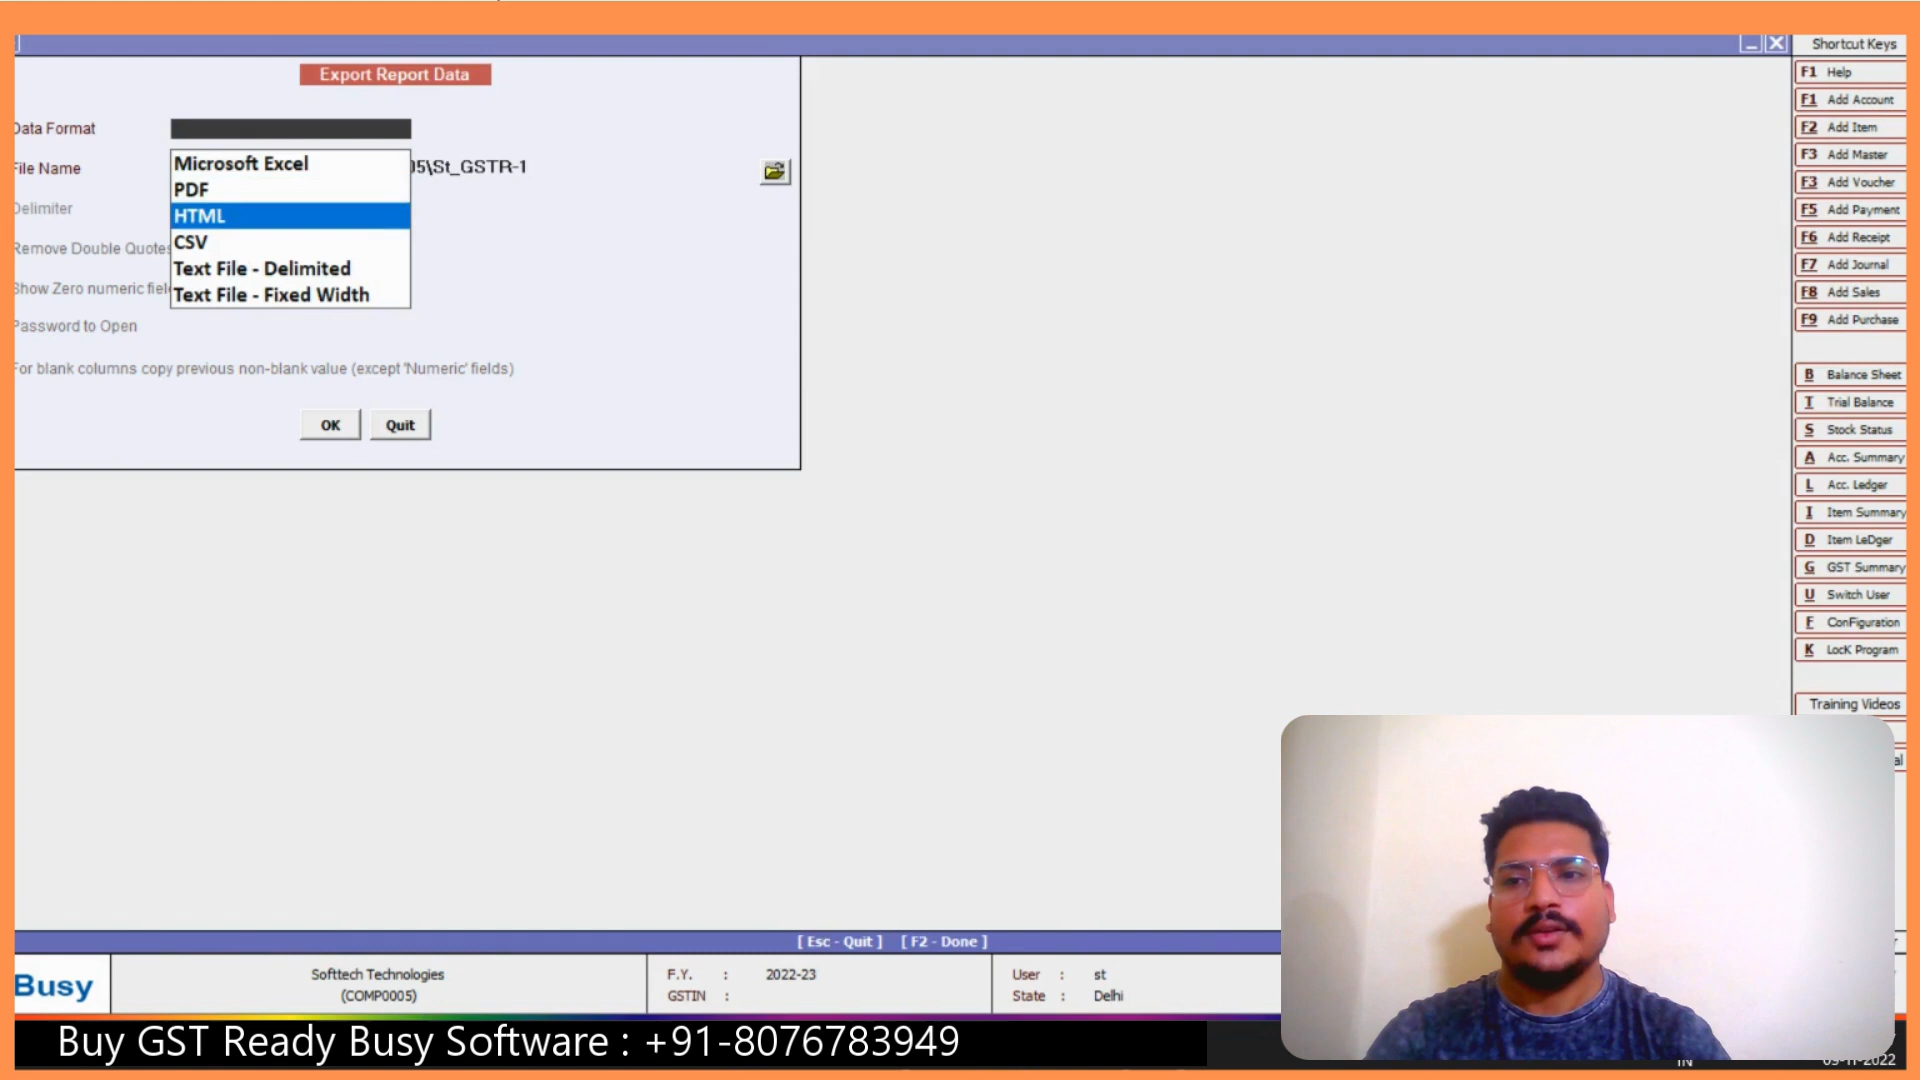 Export Report Data
Data Format
File Name
05\St_GSTR-1
Delimiter
Remove Double Quotes
Show Zero numeric
Password to Open
For blank columns copy previous non-blank value (except 'Numeric' fields)
Microsoft Excel
PDF
HTML
CSV
Text File - Delimited
Text File - Fixed Width
OK
Quit
Shortcut Keys
F1 Help
F1 Add Account
F2 Add Item
F3 Add Master
F3 Add Voucher
F5 Add Payment
F6 Add Receipt
F7 Add Journal
F8 Add Sales
F9 Add Purchase
B Balance Sheet
T Trial Balance
S Stock Status
A Acc. Summary
L Acc. Ledger
I Item Summary
D Item LeDger
G GST Summary
U Switch User
F ConFiguration
K LocK Program
Training Videos
[ Esc - Quit ] [ F2 - Done ]
Busy
Softtech Technologies
(COMP0005)
F.Y. : 2022-23
GSTIN :
User : st
State : Delhi
Buy GST Ready Busy Software : +91-8076783949
IN